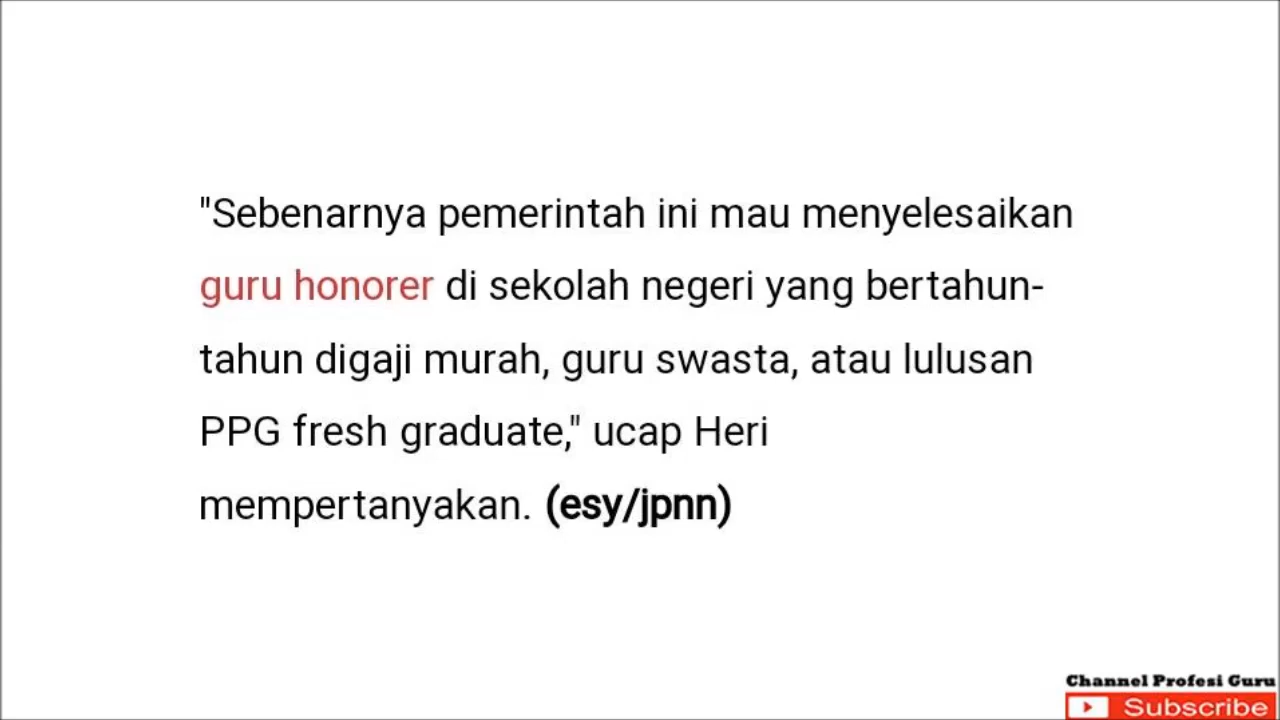 "Sebenarnya pemerintah ini mau menyelesaikan
guru honorer di sekolah negeri yang bertahun-
tahun digaji murah, guru swasta, atau lulusan
PPG fresh graduate," ucap Heri
mempertanyakan. (esy/jpnn)
Channel Profesi Guru
Subscribe